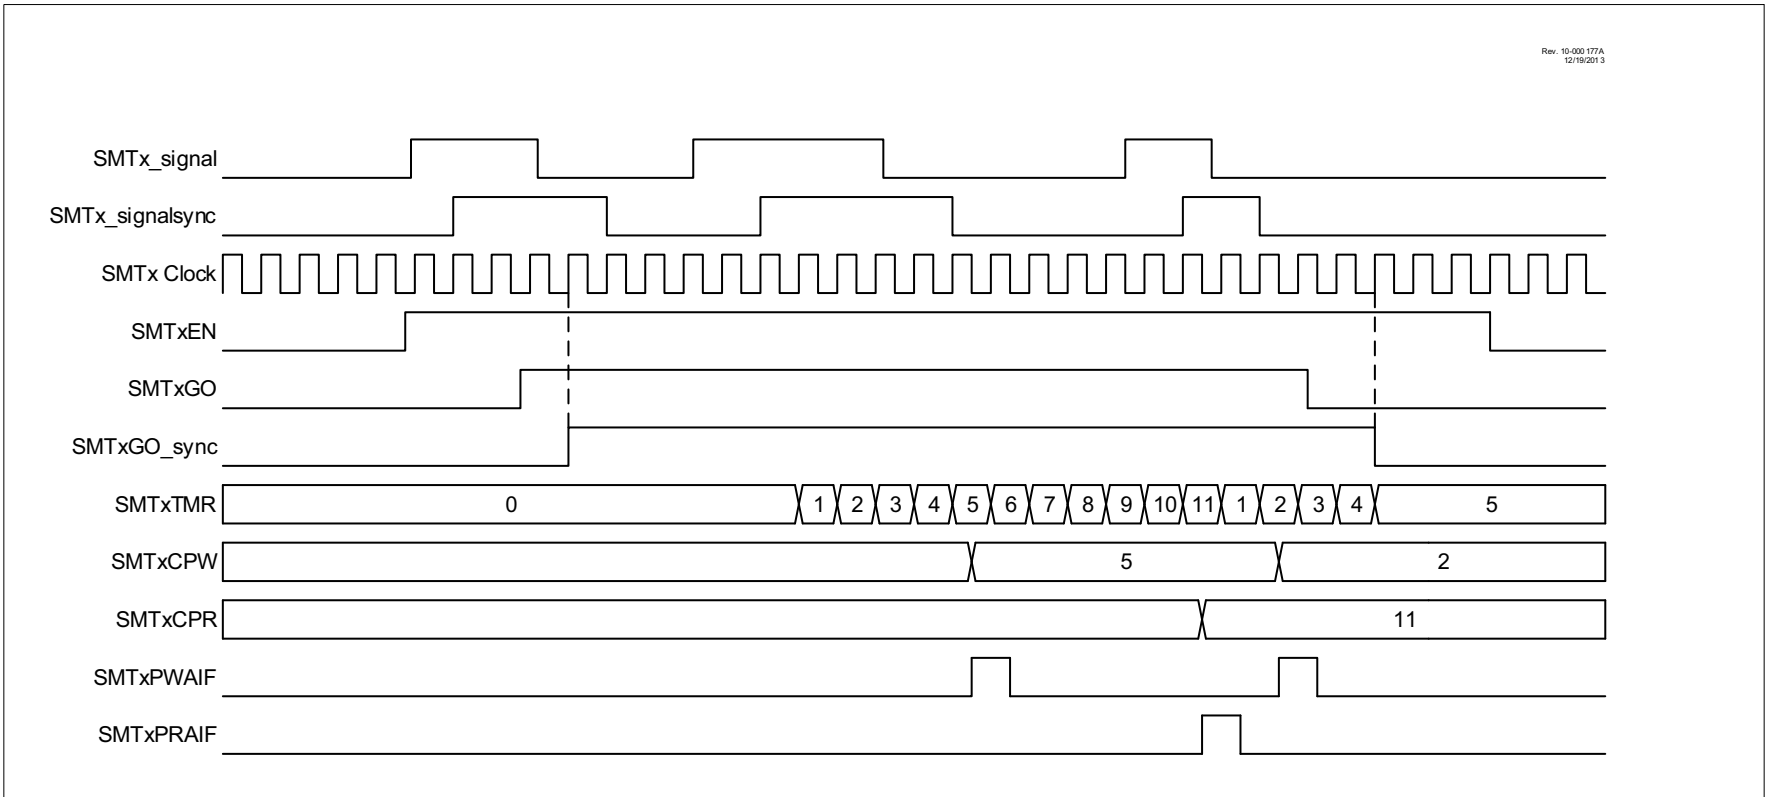 Rev. 10-000 177A
12/19/201 3
SMTx_signal
SMTx_signalsync
SMTx Clock
SMTxEN
SMTxGO
SMTxGO_sync
SMTxTMR 0 1 2 3 4 5 6 7 8 9 10 11 1 2 3 4 5
SMTxCPW 5 2
SMTxCPR 11
SMTxPWAIF
SMTxPRAIF